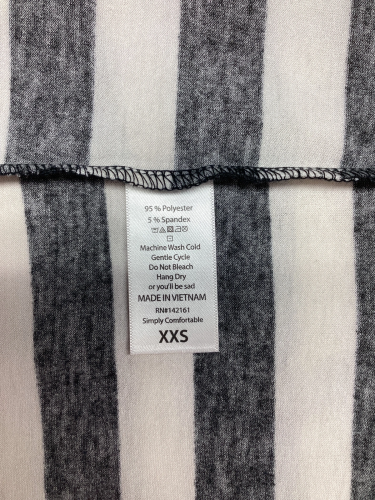 95 % Polyester
5 % Spandex
Machine Wash Cold
Gentle Cycle
Do Not Bleach
Hang Dry
or you'll be sad
MADE IN VIETNAM
RN#142161
Simply Comfortable
XXS